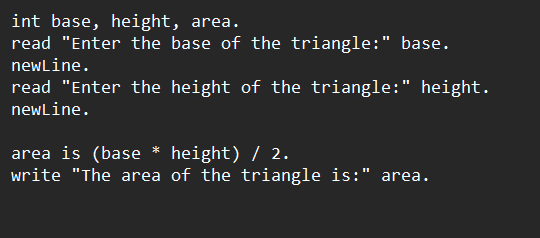 int base, height, area.
read "Enter the base of the triangle:" base.
newLine.
read "Enter the height of the triangle:" height.
newLine.

area is (base * height) / 2.
write "The area of the triangle is:" area.